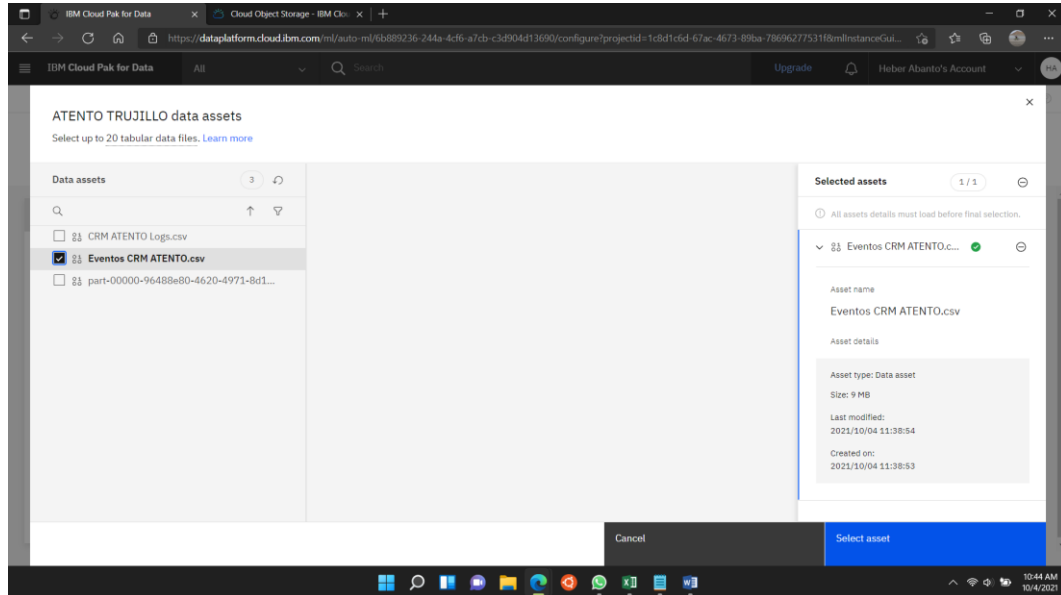 IBM Cloud Pak for Data
Cloud Object Storage - IBM Clou
https://dataplatform.cloud.ibm.com/ml/auto-ml/6b889236-244a-4cf6-a7cb-c3d904d13690/configure?projectid=1c8d1c6d-67ac-4673-89ba-78696277531f&mlInstanceGui...
IBM Cloud Pak for Data
All
Search
Upgrade
Heber Abanto's Account
HA
ATENTO TRUJILLO data assets
Select up to 20 tabular data files. Learn more
Data assets
3
CRM ATENTO Logs.csv
Eventos CRM ATENTO.csv
part-00000-96488e80-4620-4971-8d1...
Selected assets
1/1
All assets details must load before final selection.
Eventos CRM ATENTO.c...
Asset name
Eventos CRM ATENTO.csv
Asset details
Asset type: Data asset
Size: 9 MB
Last modified:
2021/10/04 11:38:54
Created on:
2021/10/04 11:38:53
Cancel
Select asset
10:44 AM
10/4/2021